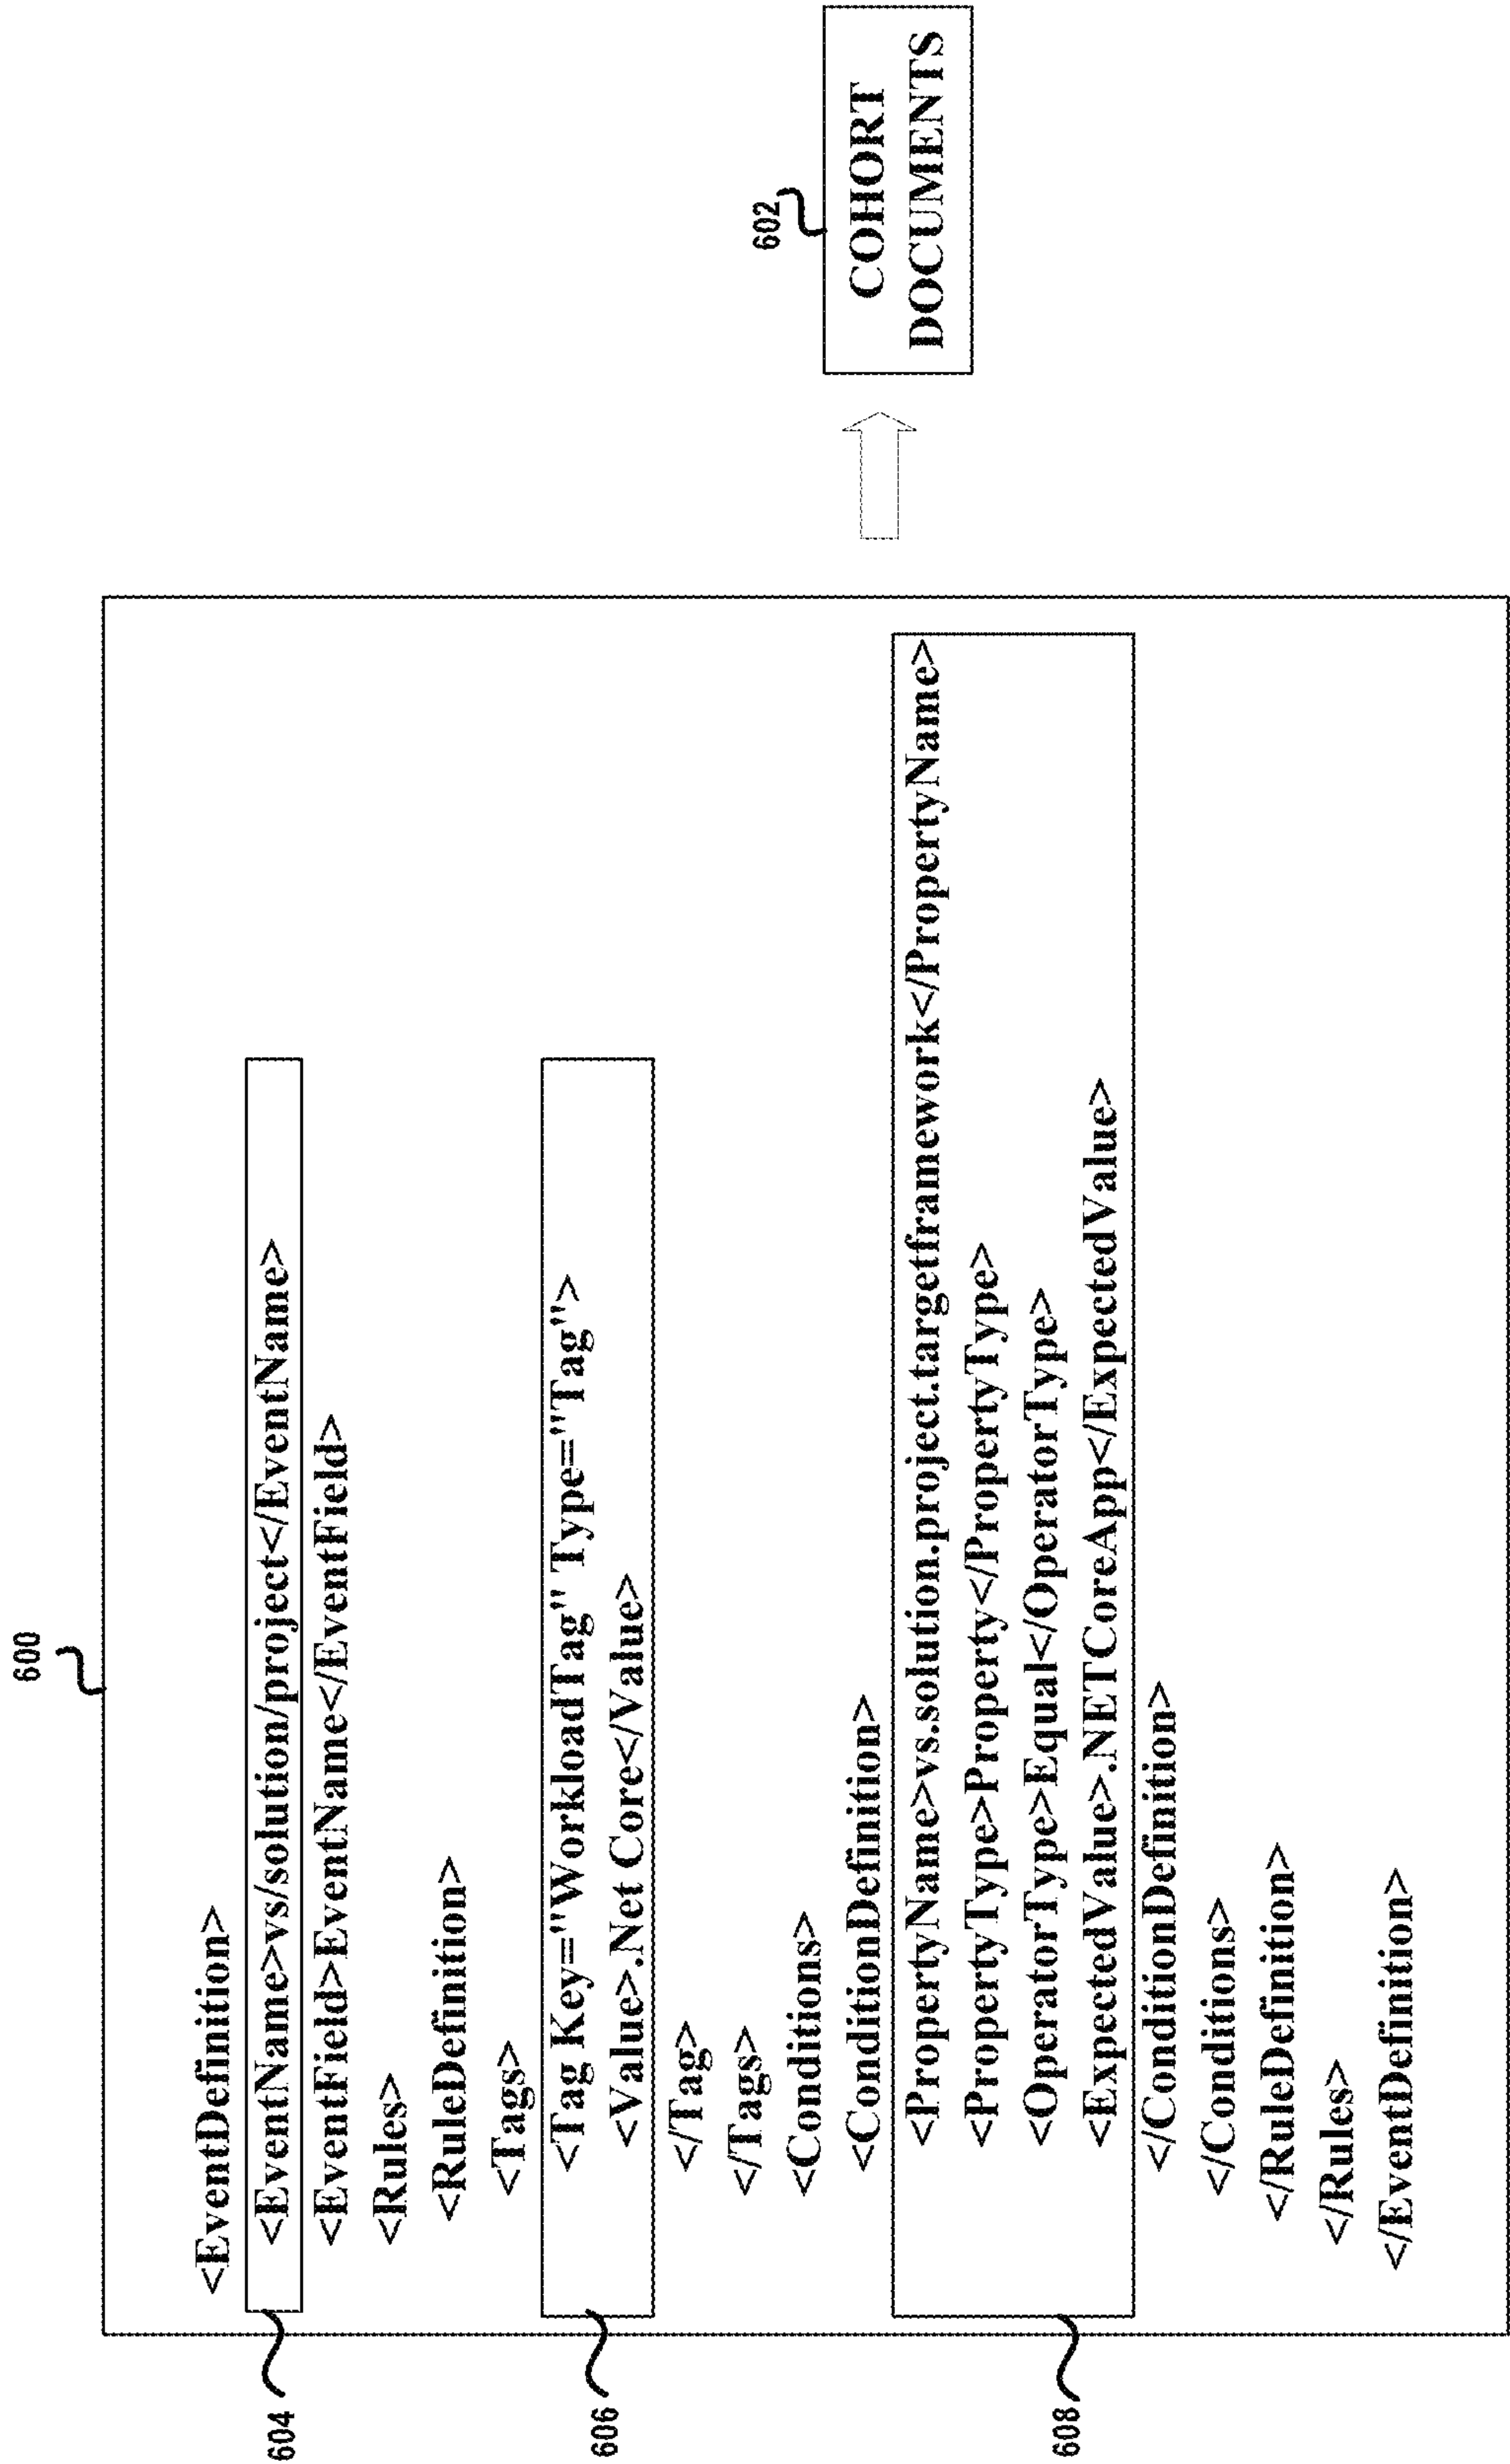 600
<EventDefinition>
604
<EventName>vs/solution/project</EventName>
<EventField>EventName</EventField>
<Rules>
<RuleDefinition>
<Tags>
606
<Tag Key="WorkloadTag" Type="Tag">
<Value>.Net Core</Value>
</Tag>
</Tags>
<Conditions>
<ConditionDefinition>
608
<PropertyName>vs.solution.project.targetframework</PropertyName>
<PropertyType>Property</PropertyType>
<OperatorType>Equal</OperatorType>
<ExpectedValue>.NETCoreApp</ExpectedValue>
</ConditionDefinition>
</Conditions>
</RuleDefinition>
</Rules>
</EventDefinition>
602
COHORT
DOCUMENTS